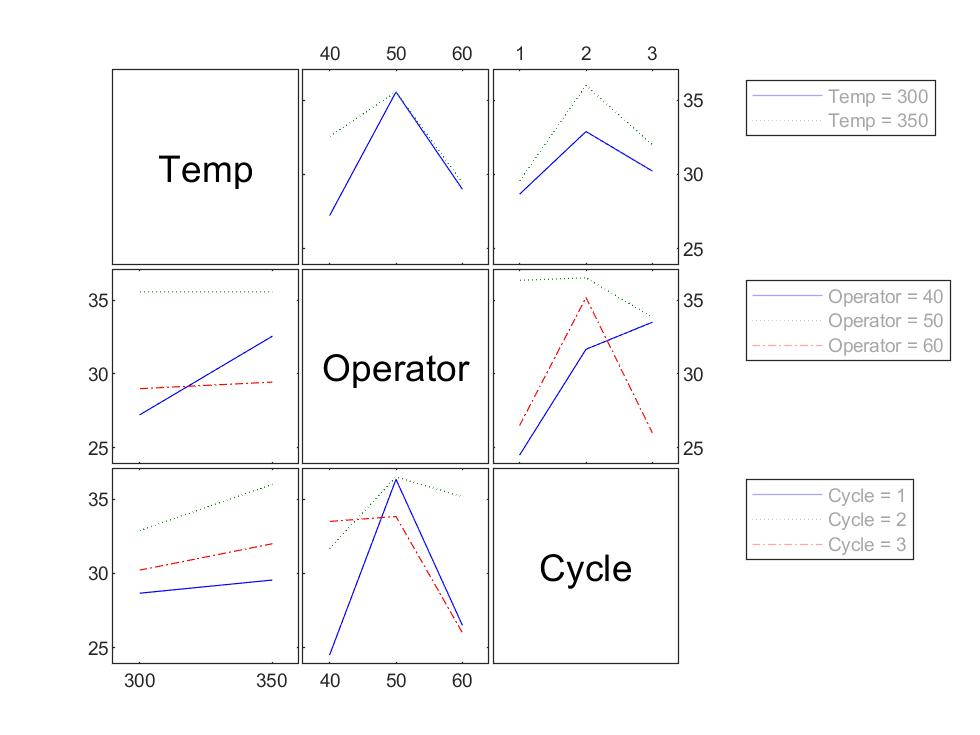 40 50 60 1 2 3
Temp
35
30
25
Temp = 300
Temp = 350
35
30
25
Operator
35
30
25
Operator = 40
Operator = 50
Operator = 60
35
30
25
Cycle
Cycle = 1
Cycle = 2
Cycle = 3
300 350 40 50 60